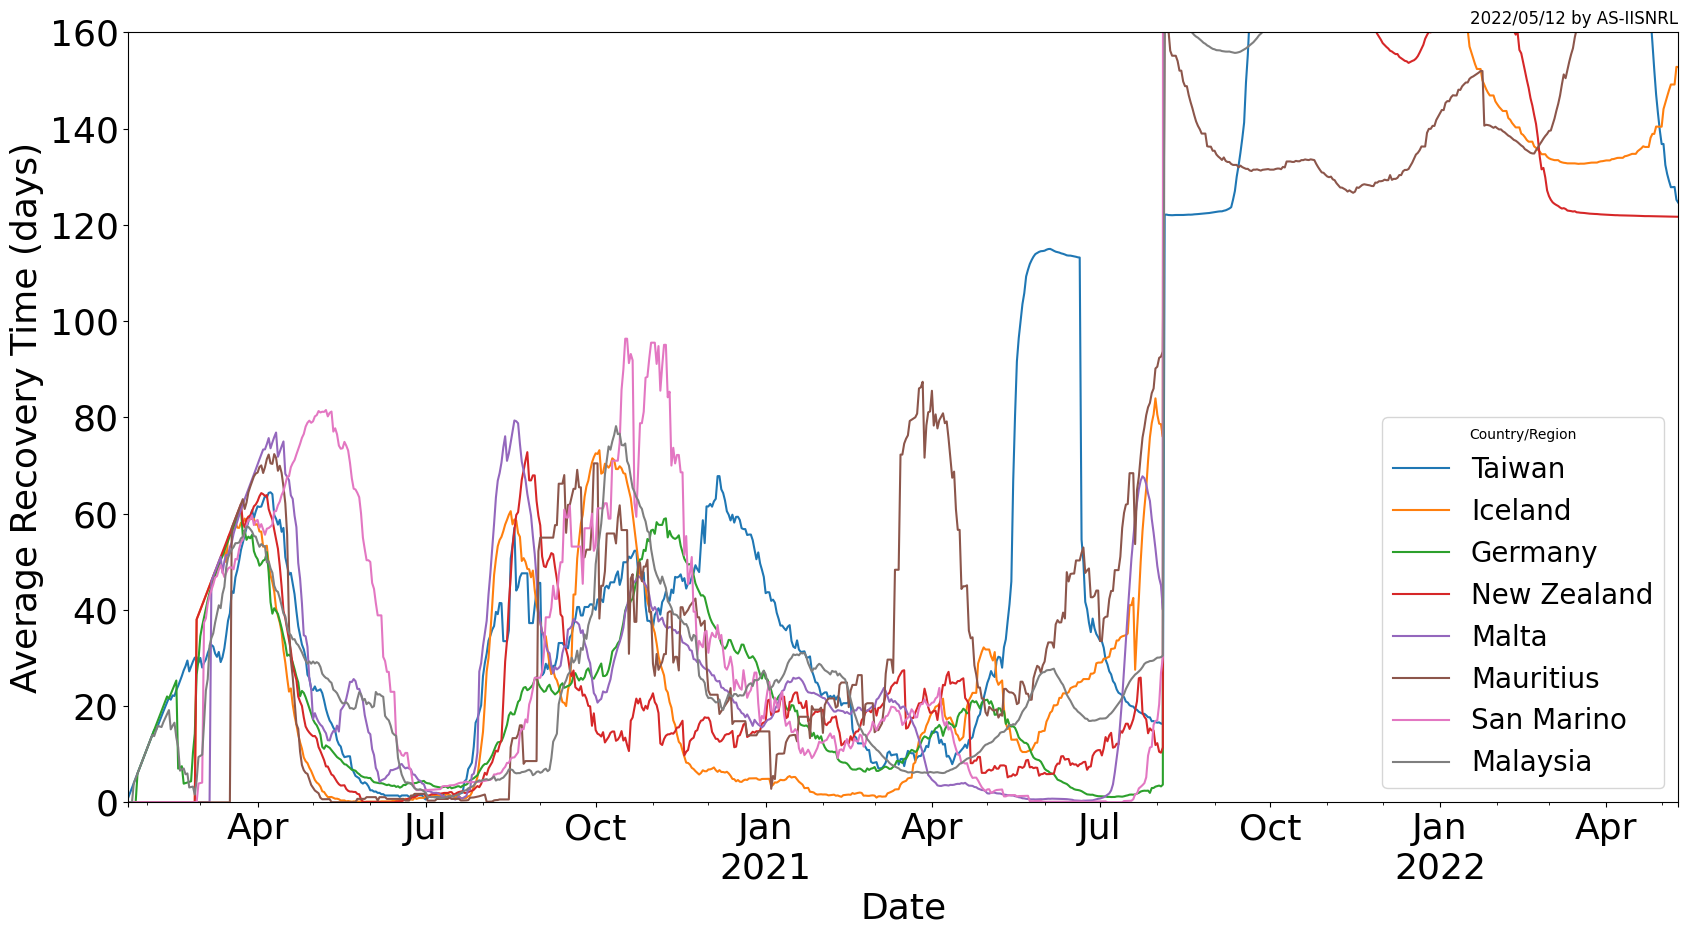 2022/05/12 by AS-IISNRL
Average Recovery Time (days)
160
140
120
100
80
60
40
20
0
Country/Region
Taiwan
Iceland
Germany
New Zealand
Malta
Mauritius
San Marino
Malaysia
Apr Jul Oct Jan Apr Jul Oct Jan Apr
2021 2022
Date